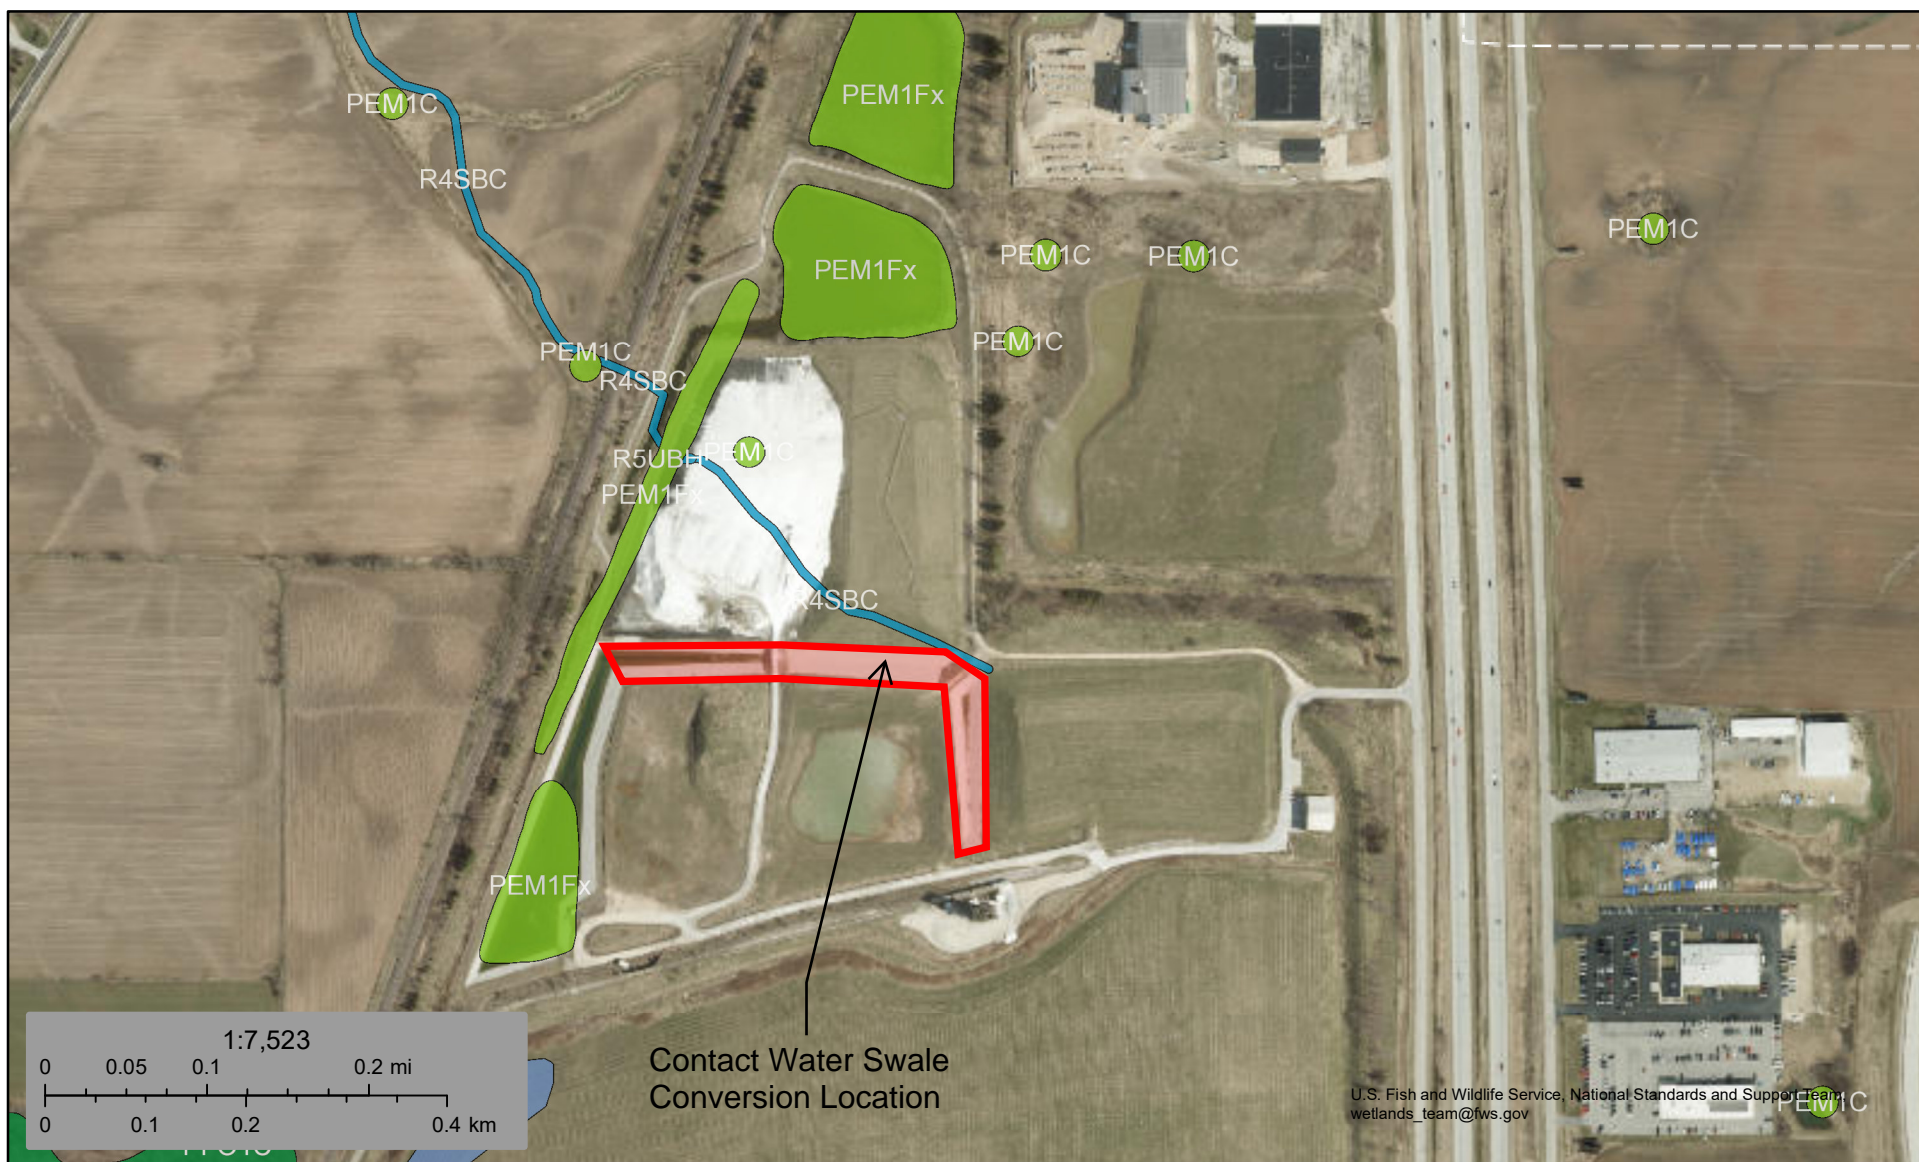 PEM1Fx
PEM1C
R4SBC
PEM1C
PEM1C
PEM1C
PEM1Fx
PEM1C
PEM1C
R4SBC
PEM1C
R5UBH
PEM1Fx
R4SBC
PEM1Fx
1:7,523
0 0.05 0.1 0.2 mi
0 0.1 0.2 0.4 km
Contact Water Swale
Conversion Location
U.S. Fish and Wildlife Service, National Standards and Support Team,
wetlands_team@fws.gov
PEM1C